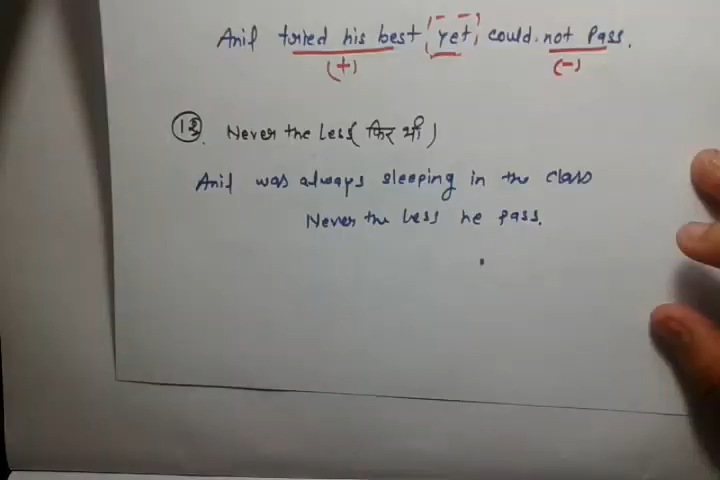 Anil tried his best yet, could not Pass.
(+) (-)
12. Never the Less (फिर भी)
Anil was always sleeping in the class
Never the Less he pass.